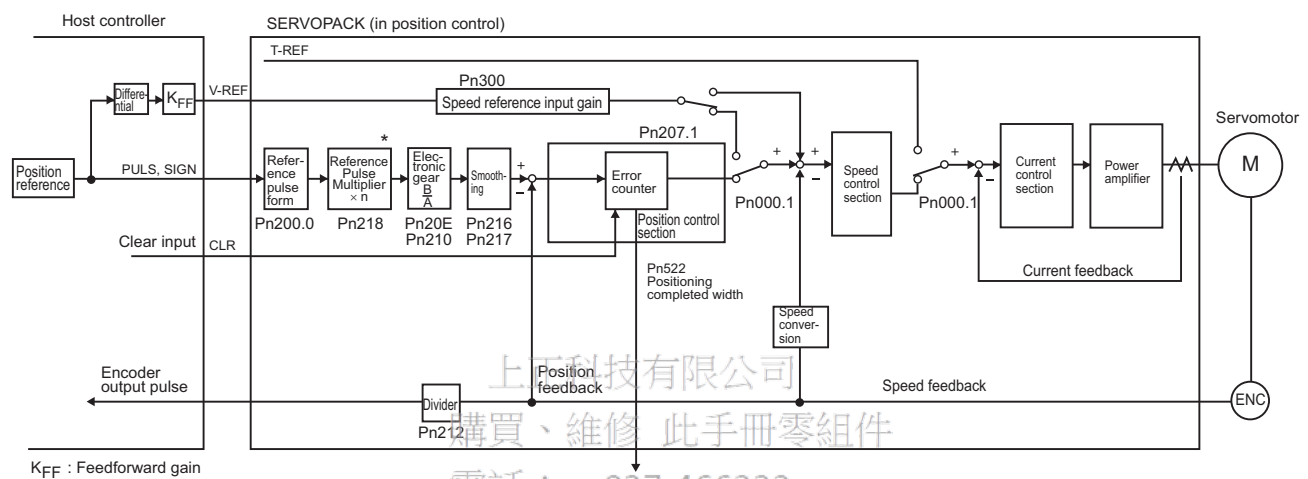 Host controller
SERVOPACK (in position control)
T-REF
Differe-
ntial
KFF
V-REF
Pn300
Speed reference input gain
Pn207.1
Servomotor
Position
reference
PULS, SIGN
Refer-
ence
pulse
form
Pn200.0
*
Reference
Pulse
Multiplier
× n
Pn218
Elec-
tronic
gear
B
A
Pn20E
Pn210
Smooth-
ing
Pn216
Pn217
+
−
Error
counter
Position control
section
Pn000.1
+
+
−
+
Speed
control
section
Pn000.1
+
−
Current
control
section
Power
amplifier
M
Clear input
CLR
Pn522
Positioning
completed width
Current feedback
Speed
conver-
sion
上正科技有限公司
Encoder
output pulse
Position
feedback
Speed feedback
Divider
Pn212
ENC
購買、維修 此手冊零組件
KFF : Feedforward gain